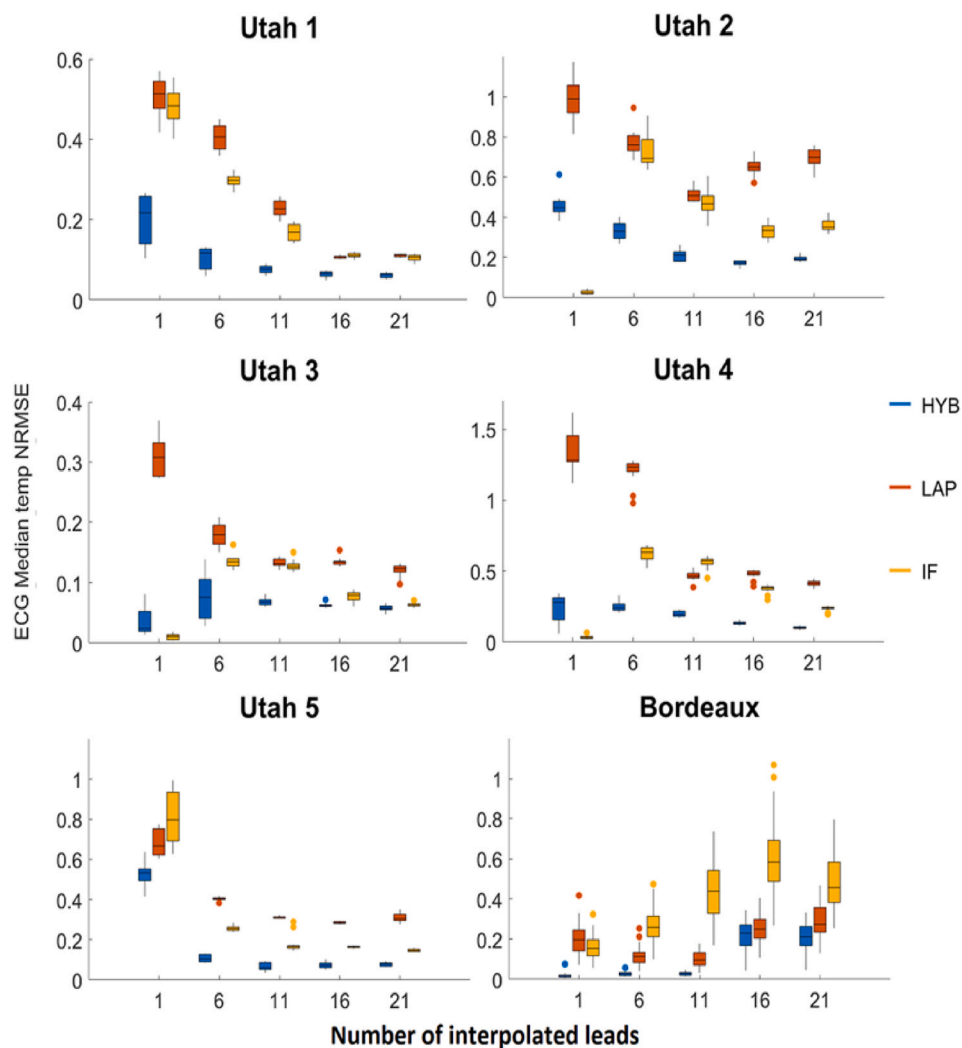 Utah 1
Utah 2
0.6
0.4
0.2
0
1 6 11 16 21
1
0.8
0.6
0.4
0.2
0
1 6 11 16 21
ECG Median temp NRMSE
Utah 3
Utah 4
0.4
0.3
0.2
0.1
0
1 6 11 16 21
1.5
1
0.5
0
1 6 11 16 21
HYB
LAP
IF
Utah 5
Bordeaux
1
0.8
0.6
0.4
0.2
0
1 6 11 16 21
1
0.8
0.6
0.4
0.2
0
1 6 11 16 21
Number of interpolated leads